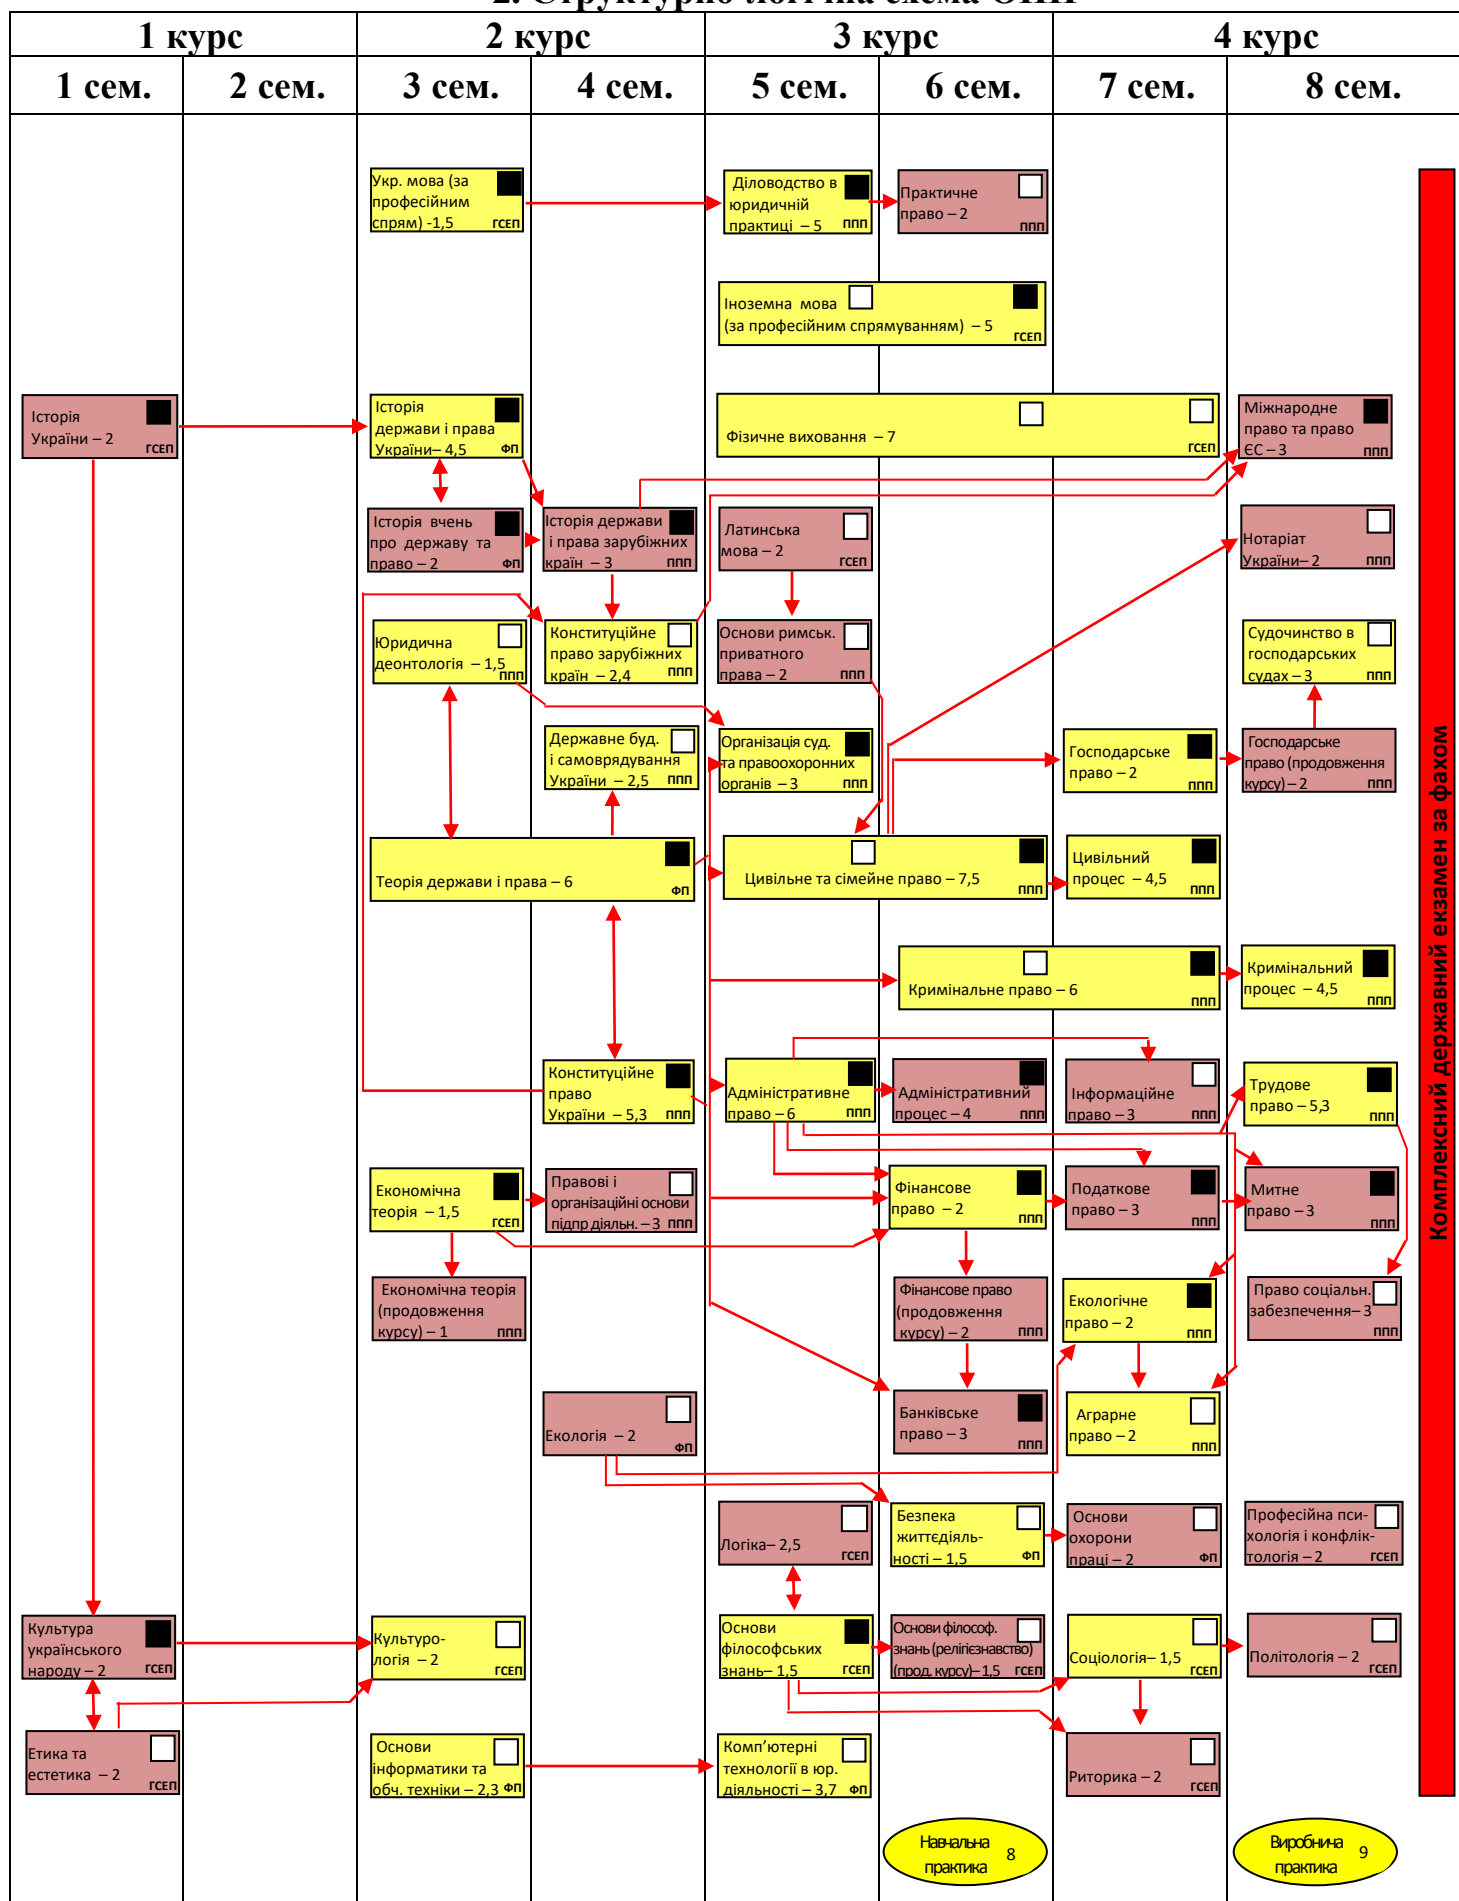 1 курс
2 курс
3 курс
4 курс
1 сем.
2 сем.
3 сем.
4 сем.
5 сем.
6 сем.
7 сем.
8 сем.
Укр. мова (за
професійним
спрям) -1,5 ГСЕП
Діловодство в
юридичній
практиці – 5 ППП
Практичне
право – 2
ППП
Іноземна мова
(за професійним спрямуванням) – 5
ГСЕП
Історія
України – 2
ГСЕП
Історія
держави і права
України– 4,5 ФП
Фізичне виховання – 7
ГСЕП
Міжнародне
право та право
ЄС – 3 ППП
Історія вчень
про державу та
право – 2 ФП
Історія держави
і права зарубіжних
країн – 3 ППП
Латинська
мова – 2
ГСЕП
Нотаріат
України– 2 ППП
Юридична
деонтологія – 1,5
ППП
Конституційне
право зарубіжних
країн – 2,4 ППП
Основи римськ.
приватного
права – 2 ППП
Судочинство в
господарських
судах – 3 ППП
Державне буд.
і самоврядування
України – 2,5 ППП
Організація суд.
та правоохоронних
органів – 3 ППП
Господарське
право – 2
ППП
Господарське
право (продовження
курсу) – 2 ППП
Теорія держави і права – 6
ФП
Цивільне та сімейне право – 7,5
ППП
Цивільний
процес – 4,5
ППП
Кримінальне право – 6
ППП
Кримінальний
процес – 4,5
ППП
Конституційне
право
України – 5,3 ППП
Адміністративне
право – 6 ППП
Адміністративний
процес – 4 ППП
Інформаційне
право – 3 ППП
Трудове
право – 5,3
ППП
Економічна
теорія – 1,5
ГСЕП
Правові і
організаційні основи
підпр діяльн. – 3 ППП
Фінансове
право – 2
ППП
Податкове
право – 3
ППП
Митне
право – 3
ППП
Економічна теорія
(продовження
курсу) – 1 ППП
Фінансове право
(продовження
курсу) – 2 ППП
Екологічне
право – 2
ППП
Право соціальн.
забезпечення– 3
ППП
Екологія – 2
ФП
Банківське
право – 3
ППП
Аграрне
право – 2
ППП
Логіка– 2,5
ГСЕП
Безпека
життєдіяль-
ності – 1,5 ФП
Основи
охорони
праці – 2 ФП
Професійна пси-
хологія і конфлік-
тологія – 2 ГСЕП
Культура
українського
народу – 2 ГСЕП
Культуро-
логія – 2
ГСЕП
Основи
філософських
знань– 1,5 ГСЕП
Основи філософ.
знань (релігієзнавство)
(прод. курсу)– 1,5 ГСЕП
Соціологія– 1,5
ГСЕП
Політологія – 2
ГСЕП
Етика та
естетика – 2
ГСЕП
Основи
інформатики та
обч. техніки – 2,3 ФП
Комп’ютерні
технології в юр.
діяльності – 3,7 ФП
Риторика – 2
ГСЕП
Навчальна
практика 8
Виробнича
практика 9
Комплексний державний екзамен за фахом